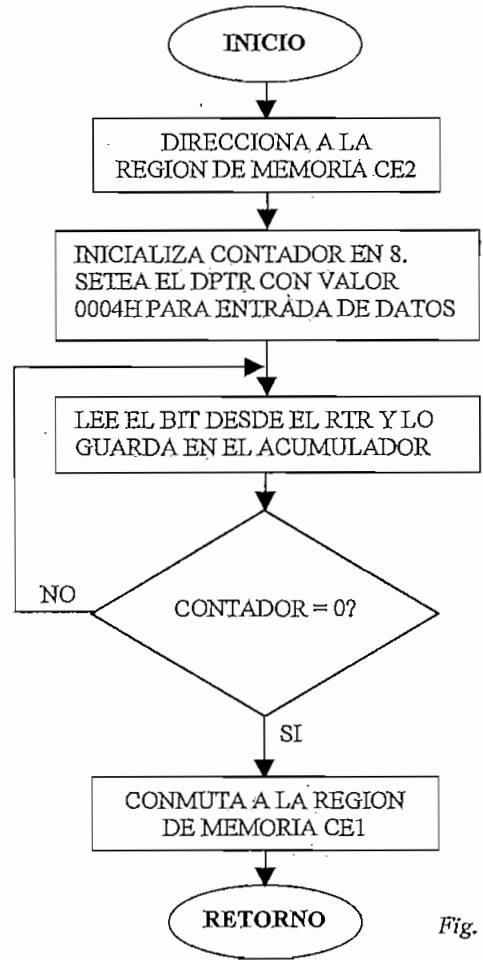 INICIO
DIRECCIONA A LA
REGION DE MEMORIA CE2
INICIALIZA CONTADOR EN 8.
SETEA EL DPTR CON VALOR
0004H PARA ENTRADA DE DATOS
LEE EL BIT DESDE EL RTR Y LO
GUARDA EN EL ACUMULADOR
NO
CONTADOR = 0?
SI
CONMUTA A LA REGION
DE MEMORIA CE1
RETORNO
Fig.